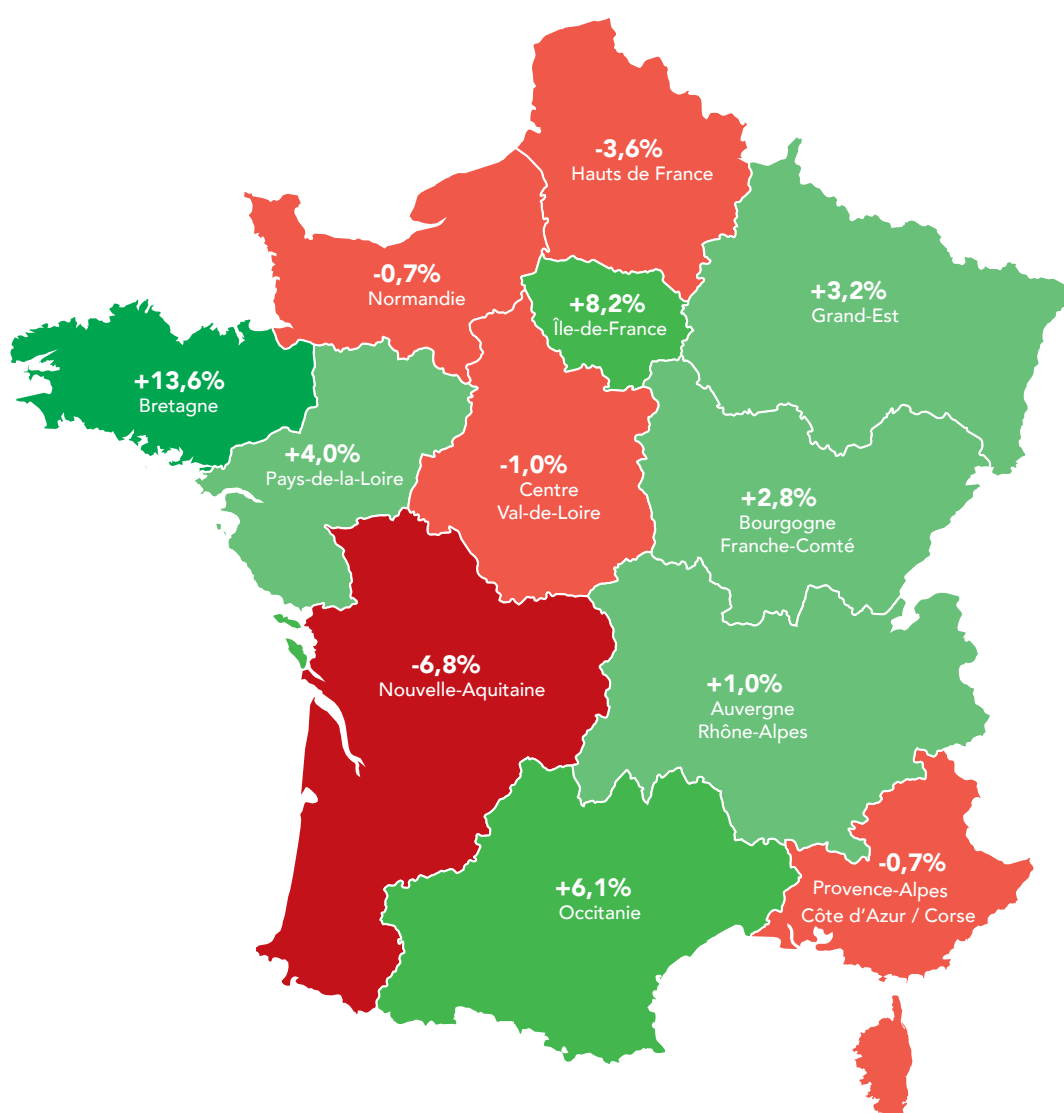 -3,6%
Hauts de France
-0,7%
Normandie
+8,2%
Île-de-France
+3,2%
Grand-Est
+13,6%
Bretagne
+4,0%
Pays-de-la-Loire
-1,0%
Centre
Val-de-Loire
+2,8%
Bourgogne
Franche-Comté
-6,8%
Nouvelle-Aquitaine
+1,0%
Auvergne
Rhône-Alpes
+6,1%
Occitanie
-0,7%
Provence-Alpes
Côte d'Azur / Corse